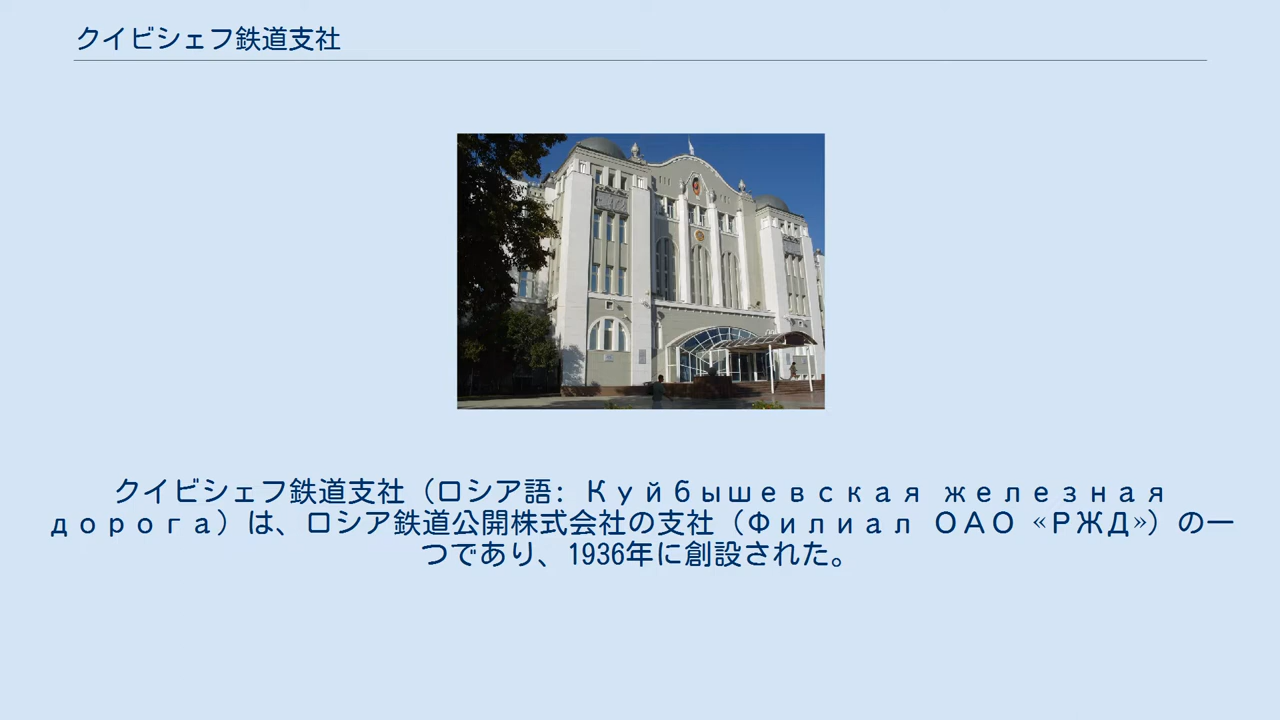 クイビシェフ鉄道支社
クイビシェフ鉄道支社（ロシア語: Куйбышевская железная
дорога）は、ロシア鉄道公開株式会社の支社（Филиал ОАО «РЖД»）の一
つであり、1936年に創設された。